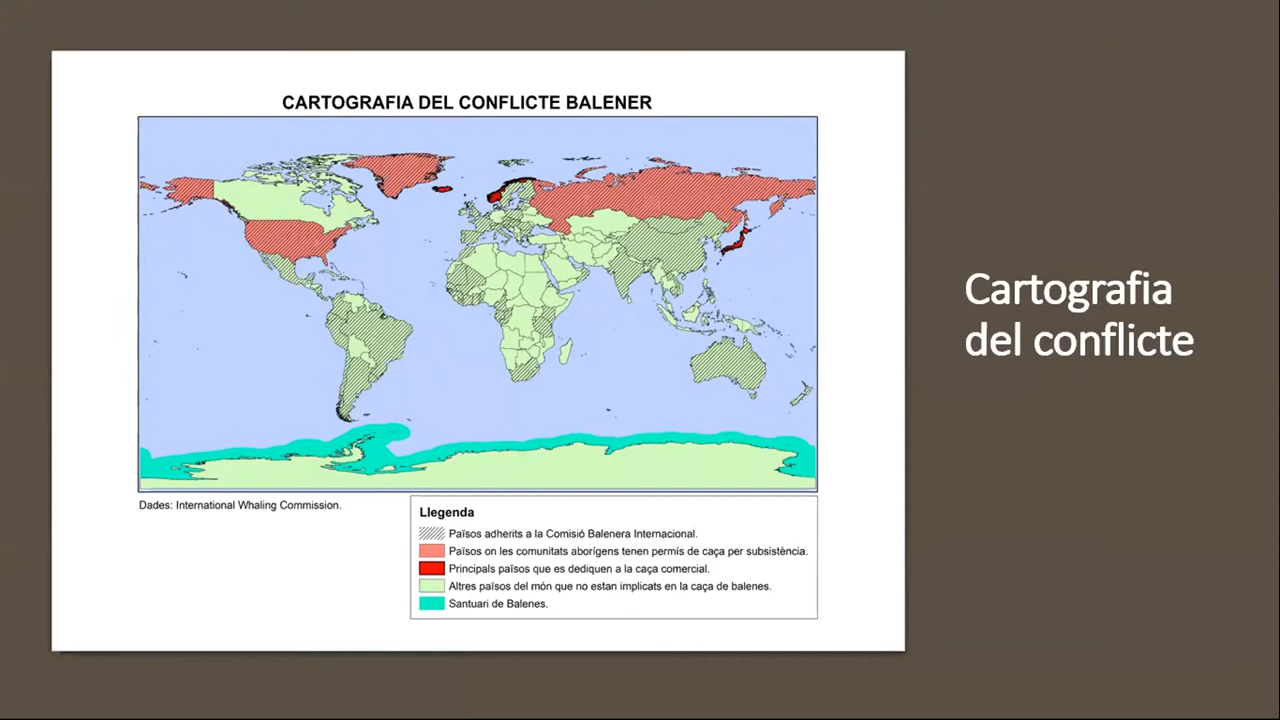 CARTOGRAFIA DEL CONFLICTE BALENER
Dades: International Whaling Commission.
Llegenda
Països adherits a la Comisió Balenera Internacional.
Països on les comunitats aborígens tenen permís de caça per subsistència.
Principals països que es dediquen a la caça comercial.
Altres països del món que no estan implicats en la caça de balenes.
Santuari de Balenes.
Cartografia
del conflicte